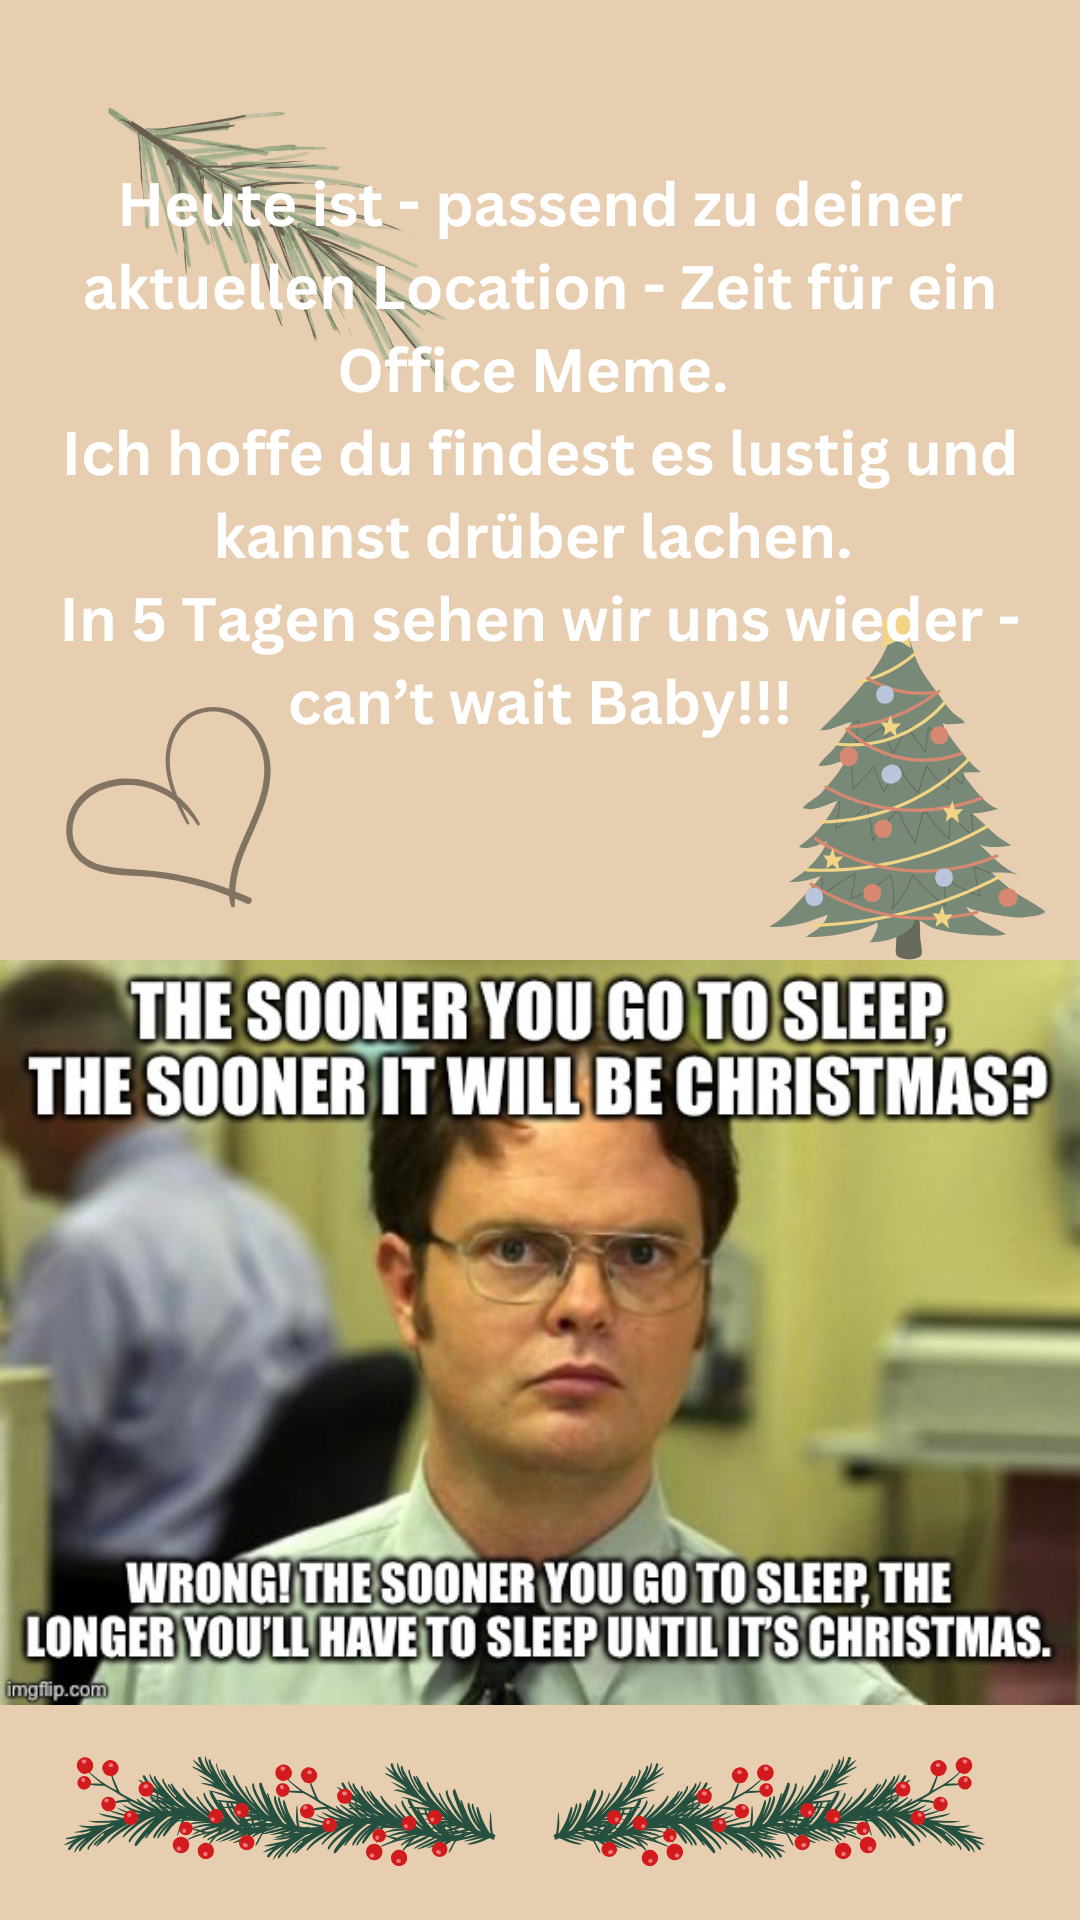 Heute ist - passend zu deiner
aktuellen Location - Zeit für ein
Office Meme.
Ich hoffe du findest es lustig und
kannst drüber lachen.
In 5 Tagen sehen wir uns wieder -
can’t wait Baby!!!
THE SOONER YOU GO TO SLEEP,
THE SOONER IT WILL BE CHRISTMAS?
WRONG! THE SOONER YOU GO TO SLEEP, THE
LONGER YOU'LL HAVE TO SLEEP UNTIL IT'S CHRISTMAS.
imgflip.com